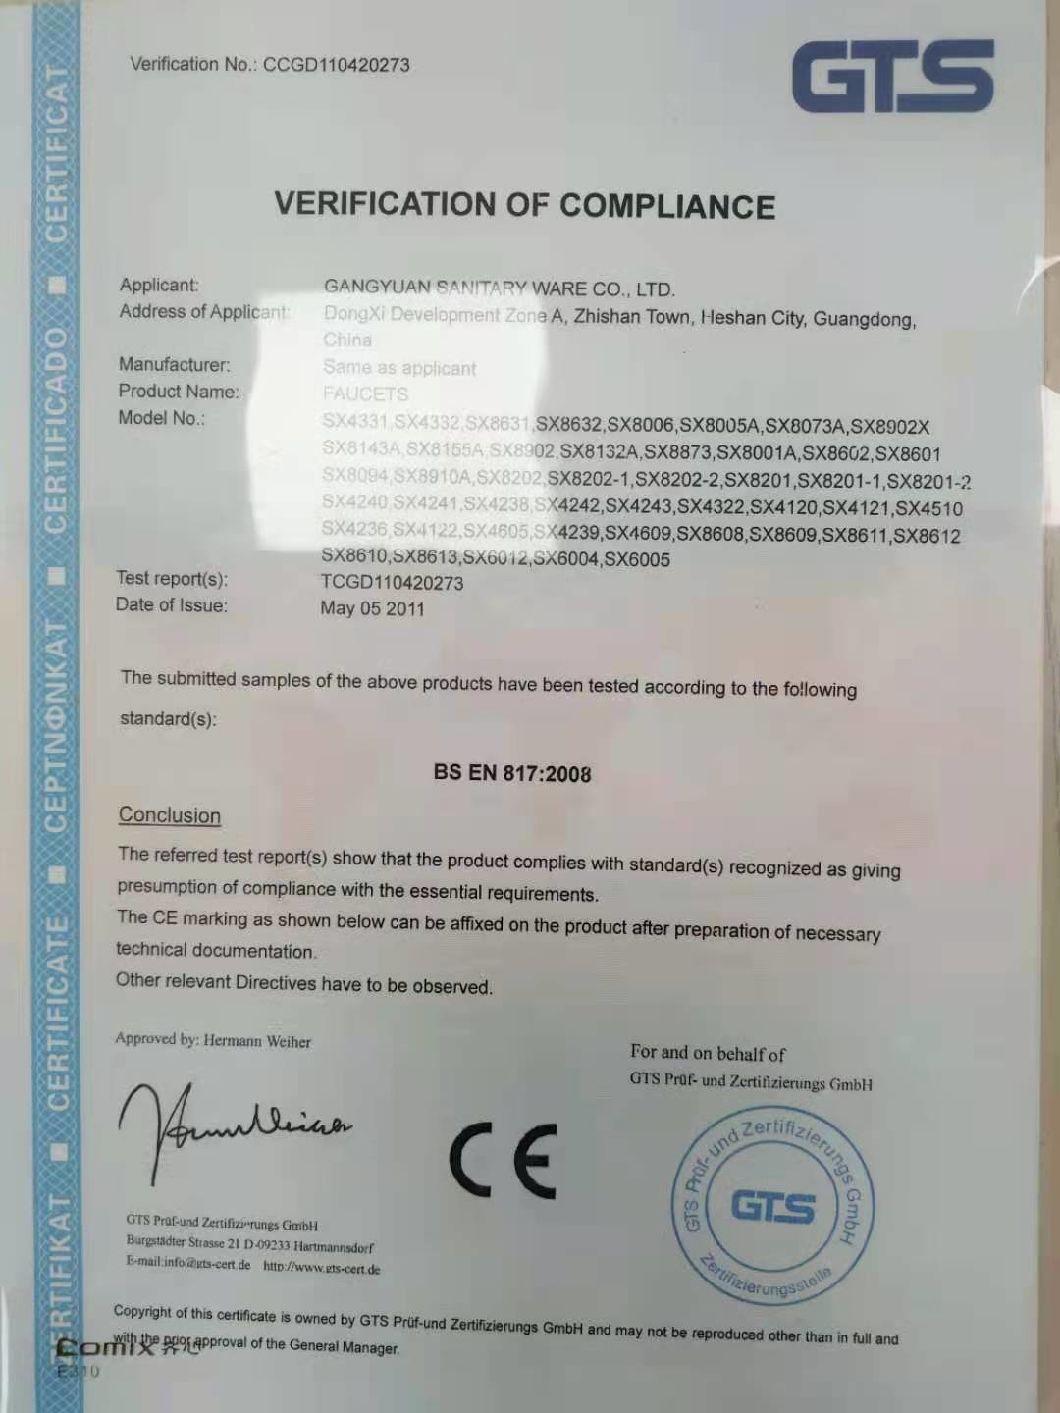 Verification No.: CCGD110420273
GTS
VERIFICATION OF COMPLIANCE
Applicant: GANGYUAN SANITARY WARE CO., LTD.
Address of Applicant: DongXi Development Zone A, Zhishan Town, Heshan City, Guangdong,
China
Manufacturer: Same as applicant
Product Name: FAUCETS
Model No.: SX4331,SX4332,SX8631,SX8632,SX8006,SX8005A,SX8073A,SX8902X
SX8143A,SX8155A,SX8902,SX8132A,SX8873,SX8001A,SX8602,SX8601
SX8094,SX8910A,SX8202,SX8202-1,SX8202-2,SX8201,SX8201-1,SX8201-2
SX4240,SX4241,SX4238,SX4242,SX4243,SX4322,SX4120,SX4121,SX4510
SX4236,SX4122,SX4605,SX4239,SX4609,SX8608,SX8609,SX8611,SX8612
SX8610,SX8613,SX6012,SX6004,SX6005
Test report(s): TCGD110420273
Date of Issue: May 05 2011
The submitted samples of the above products have been tested according to the following
standard(s):
BS EN 817:2008
Conclusion
The referred test report(s) show that the product complies with standard(s) recognized as giving
presumption of compliance with the essential requirements.
The CE marking as shown below can be affixed on the product after preparation of necessary
technical documentation.
Other relevant Directives have to be observed.
Approved by: Hermann Weiher
For and on behalf of
GTS Prüf- und Zertifizierungs GmbH
CE
GTS Prüf- und Zertifizierungs GmbH
GTS
Zertifizierungsstelle
GTS Prüf-und Zertifizierungs GmbH
Burgstädter Strasse 21 D-09233 Hartmannsdorf
E-mail:info@gts-cert.de http://www.gts-cert.de
Copyright of this certificate is owned by GTS Prüf-und Zertifizierungs GmbH and may not be reproduced other than in full and
with the prior approval of the General Manager.
Comix 齐心
E310
ZERTIFIKAT ■ CERTIFICATE ■ CEPTNФNKAT ■ CERTIFICADO ■ CERTIFICAT